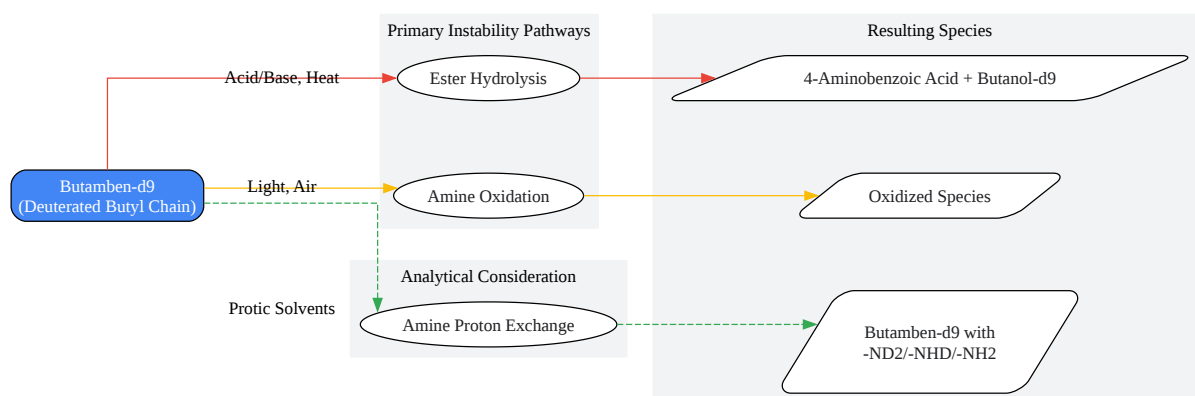 Primary Instability Pathways
Resulting Species
Acid/Base, Heat
Ester Hydrolysis
4-Aminobenzoic Acid + Butanol-d9
Butamben-d9
(Deuterated Butyl Chain)
Light, Air
Amine Oxidation
Oxidized Species
Analytical Consideration
Protic Solvents
Amine Proton Exchange
Butamben-d9 with
-ND2/-NHD/-NH2